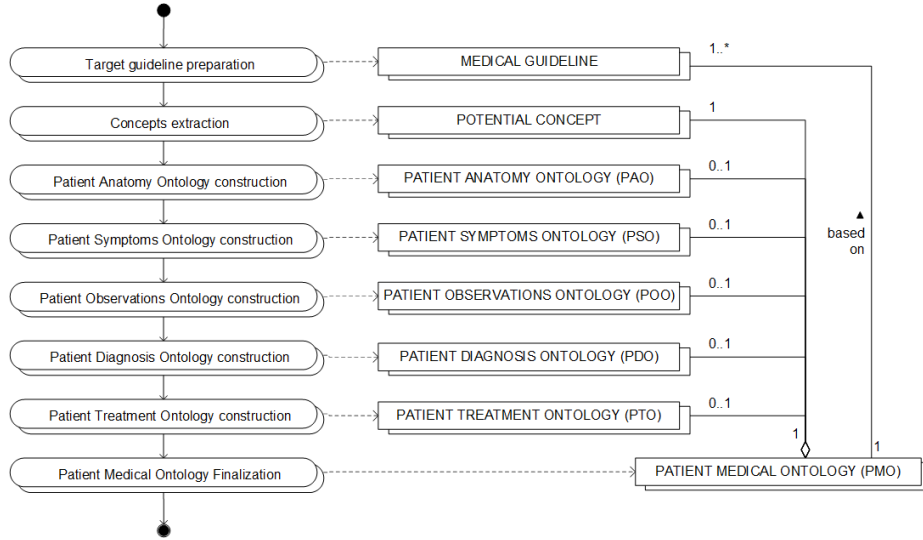 Target guideline preparation
MEDICAL GUIDELINE
1..*
Concepts extraction
POTENTIAL CONCEPT
1
Patient Anatomy Ontology construction
PATIENT ANATOMY ONTOLOGY (PAO)
0..1
Patient Symptoms Ontology construction
PATIENT SYMPTOMS ONTOLOGY (PSO)
0..1
based
on
Patient Observations Ontology construction
PATIENT OBSERVATIONS ONTOLOGY (POO)
0..1
Patient Diagnosis Ontology construction
PATIENT DIAGNOSIS ONTOLOGY (PDO)
0..1
Patient Treatment Ontology construction
PATIENT TREATMENT ONTOLOGY (PTO)
0..1
1
1
Patient Medical Ontology Finalization
PATIENT MEDICAL ONTOLOGY (PMO)